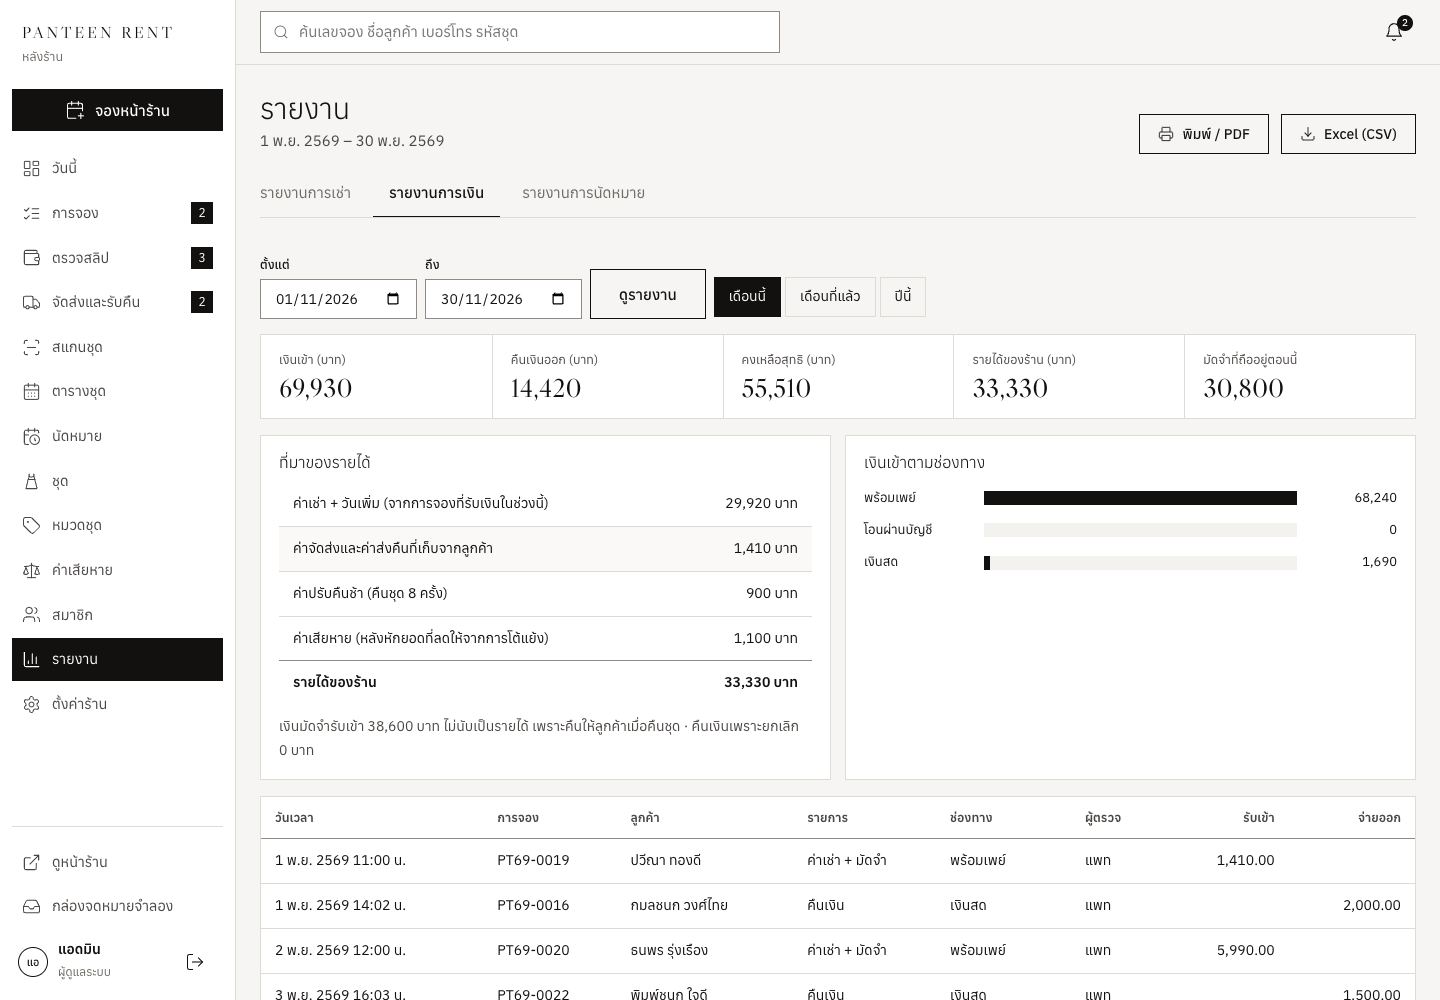 PANTEEN RENT
หลังร้าน
จองหน้าร้าน
วันนี้
การจอง 2
ตรวจสลิป 3
จัดส่งและรับคืน 2
สแกนชุด
ตารางชุด
นัดหมาย
ชุด
หมวดชุด
ค่าเสียหาย
สมาชิก
รายงาน
ตั้งค่าร้าน
ดูหน้าร้าน
กล่องจดหมายจำลอง
แอ
แอดมิน
ผู้ดูแลระบบ
ค้นเลขจอง ชื่อลูกค้า เบอร์โทร รหัสชุด
2
รายงาน
1 พ.ย. 2569 – 30 พ.ย. 2569
พิมพ์ / PDF Excel (CSV)
รายงานการเช่า รายงานการเงิน รายงานการนัดหมาย
ตั้งแต่ ถึง
01/11/2026 30/11/2026 ดูรายงาน เดือนนี้ เดือนที่แล้ว ปีนี้
เงินเข้า (บาท) คืนเงินออก (บาท) คงเหลือสุทธิ (บาท) รายได้ของร้าน (บาท) มัดจำที่ถืออยู่ตอนนี้
69,930 14,420 55,510 33,330 30,800
ที่มาของรายได้
ค่าเช่า + วันเพิ่ม (จากการจองที่รับเงินในช่วงนี้) 29,920 บาท
ค่าจัดส่งและค่าส่งคืนที่เก็บจากลูกค้า 1,410 บาท
ค่าปรับคืนช้า (คืนชุด 8 ครั้ง) 900 บาท
ค่าเสียหาย (หลังหักยอดที่ลดให้จากการโต้แย้ง) 1,100 บาท
รายได้ของร้าน 33,330 บาท
เงินมัดจำรับเข้า 38,600 บาท ไม่นับเป็นรายได้ เพราะคืนให้ลูกค้าเมื่อคืนชุด · คืนเงินเพราะยกเลิก
0 บาท
เงินเข้าตามช่องทาง
พร้อมเพย์ 68,240
โอนผ่านบัญชี 0
เงินสด 1,690
วันเวลา การจอง ลูกค้า รายการ ช่องทาง ผู้ตรวจ รับเข้า จ่ายออก
1 พ.ย. 2569 11:00 น. PT69-0019 ปวีณา ทองดี ค่าเช่า + มัดจำ พร้อมเพย์ แพท 1,410.00
1 พ.ย. 2569 14:02 น. PT69-0016 กมลชนก วงศ์ไทย คืนเงิน เงินสด แพท 2,000.00
2 พ.ย. 2569 12:00 น. PT69-0020 ธนพร รุ่งเรือง ค่าเช่า + มัดจำ พร้อมเพย์ แพท 5,990.00
3 พ.ย. 2569 16:03 น. PT69-0022 พิมพ์ชนก ใจดี คืนเงิน เงินสด แพท 1,500.00